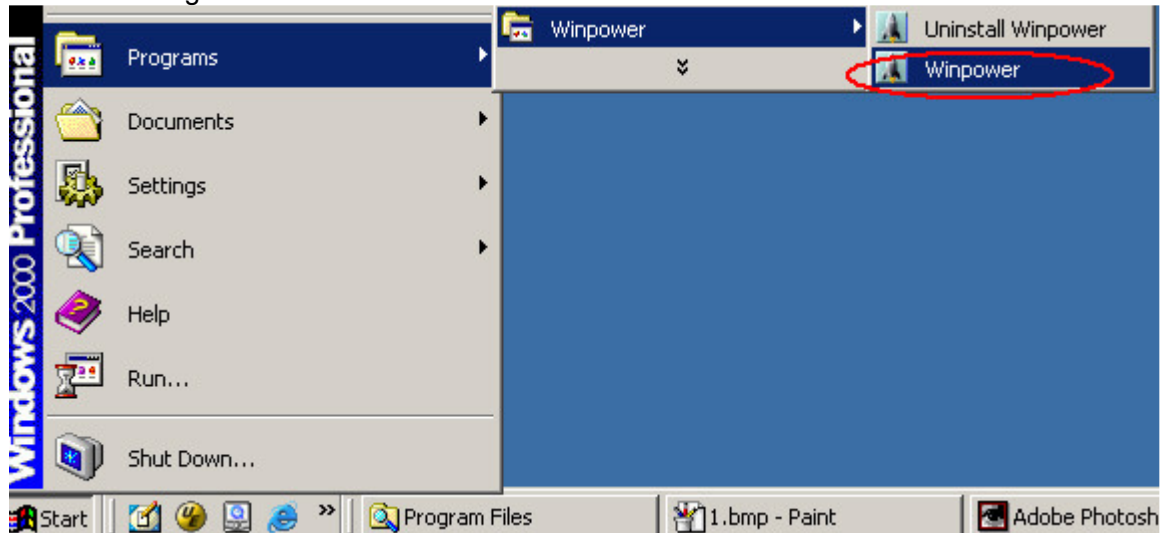 Windows 2000 Professional
Programs
Documents
Settings
Search
Help
Run...
Shut Down...
Winpower
Uninstall Winpower
Winpower
Start
Program Files
1.bmp - Paint
Adobe Photosh